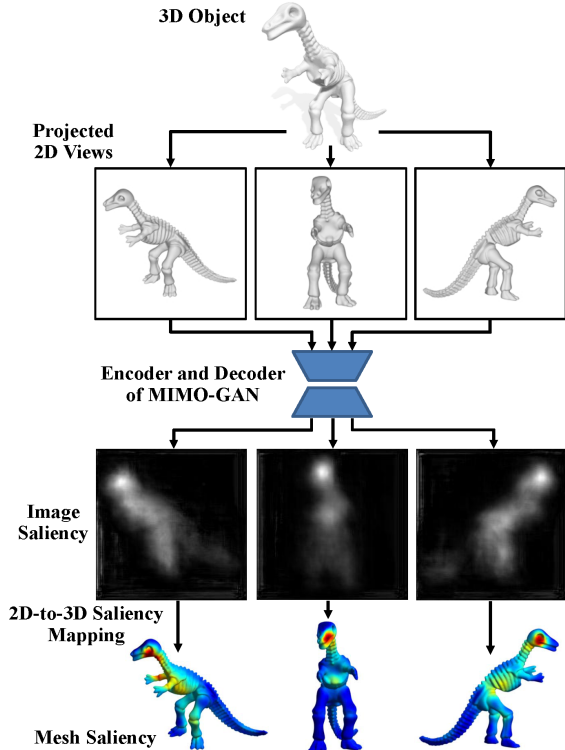 3D Object
Projected
2D Views
Encoder and Decoder
of MIMO-GAN
Image
Saliency
2D-to-3D Saliency
Mapping
Mesh Saliency